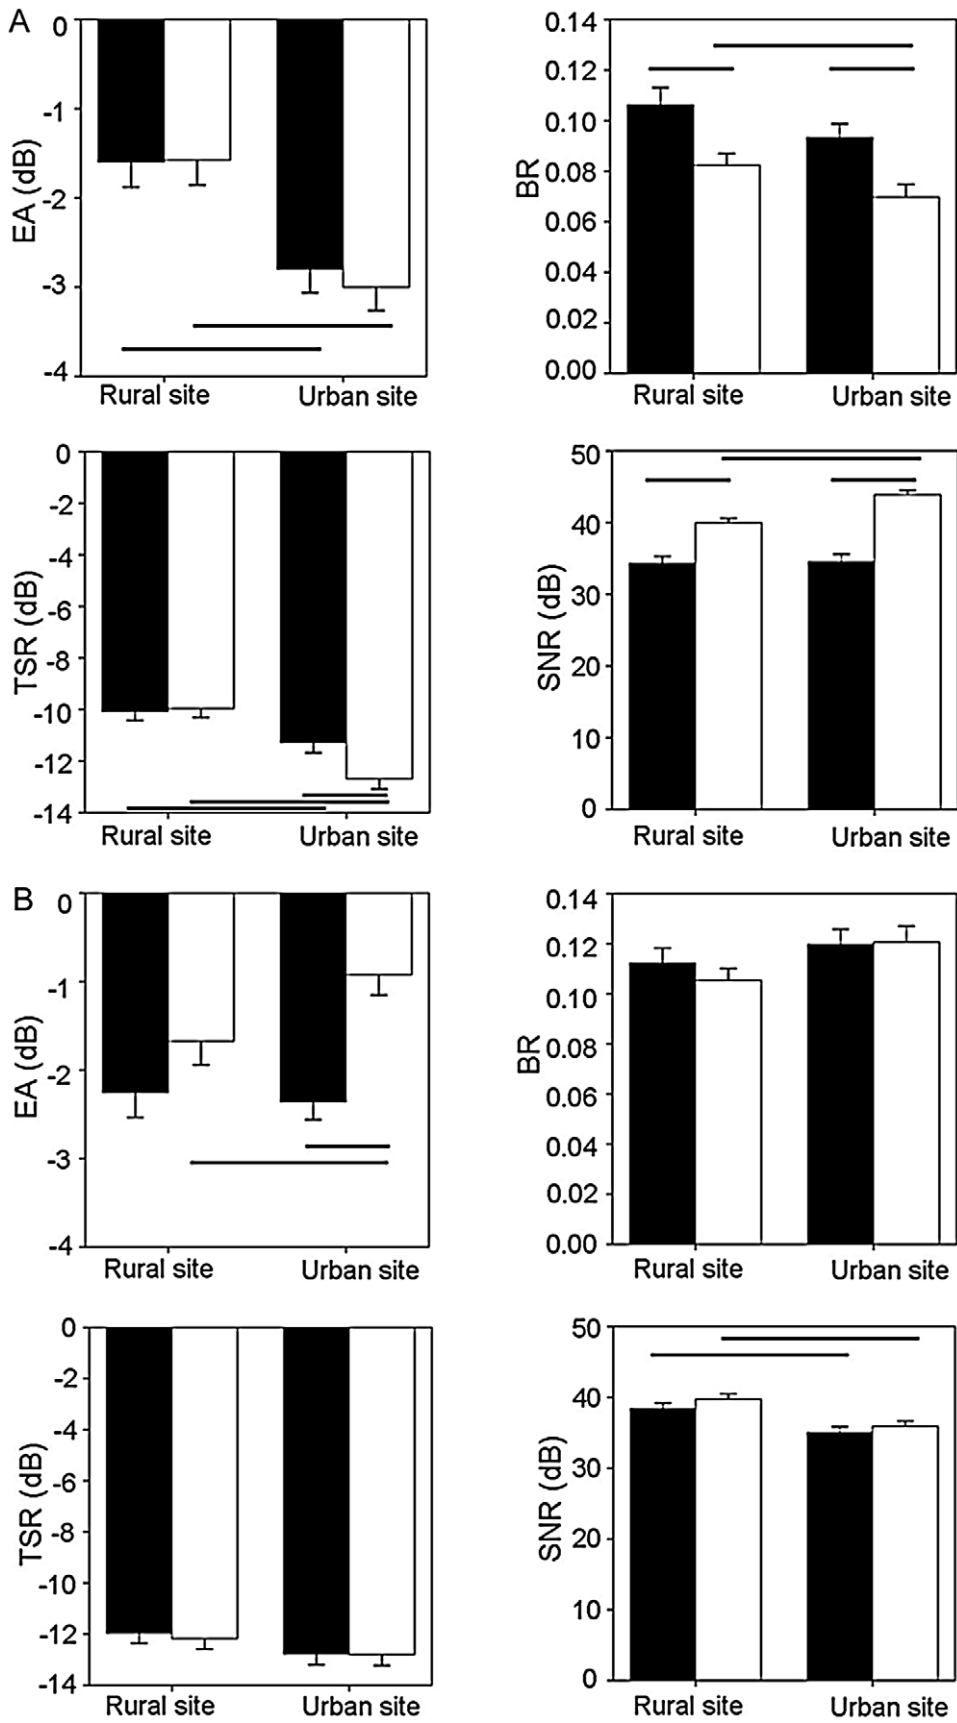 A
0
-1
-2
-3
-4
EA (dB)
Rural site
Urban site
0.14
0.12
0.10
0.08
0.06
0.04
0.02
0.00
BR
Rural site
Urban site
0
-2
-4
-6
-8
-10
-12
-14
TSR (dB)
Rural site
Urban site
50
40
30
20
10
0
SNR (dB)
Rural site
Urban site
B
0
-1
-2
-3
-4
EA (dB)
Rural site
Urban site
0.14
0.12
0.10
0.08
0.06
0.04
0.02
0.00
BR
Rural site
Urban site
0
-2
-4
-6
-8
-10
-12
-14
TSR (dB)
Rural site
Urban site
50
40
30
20
10
0
SNR (dB)
Rural site
Urban site